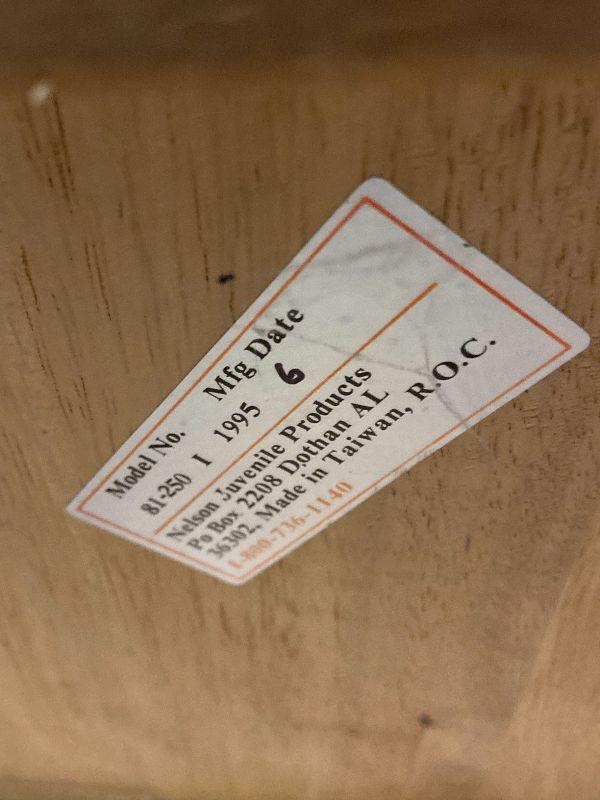 Model No. Mfg Date
81-250 I 1995 6
Nelson Juvenile Products
Po Box 2208 Dothan AL
36302, Made in Taiwan, R.O.C.
1-800-736-1140